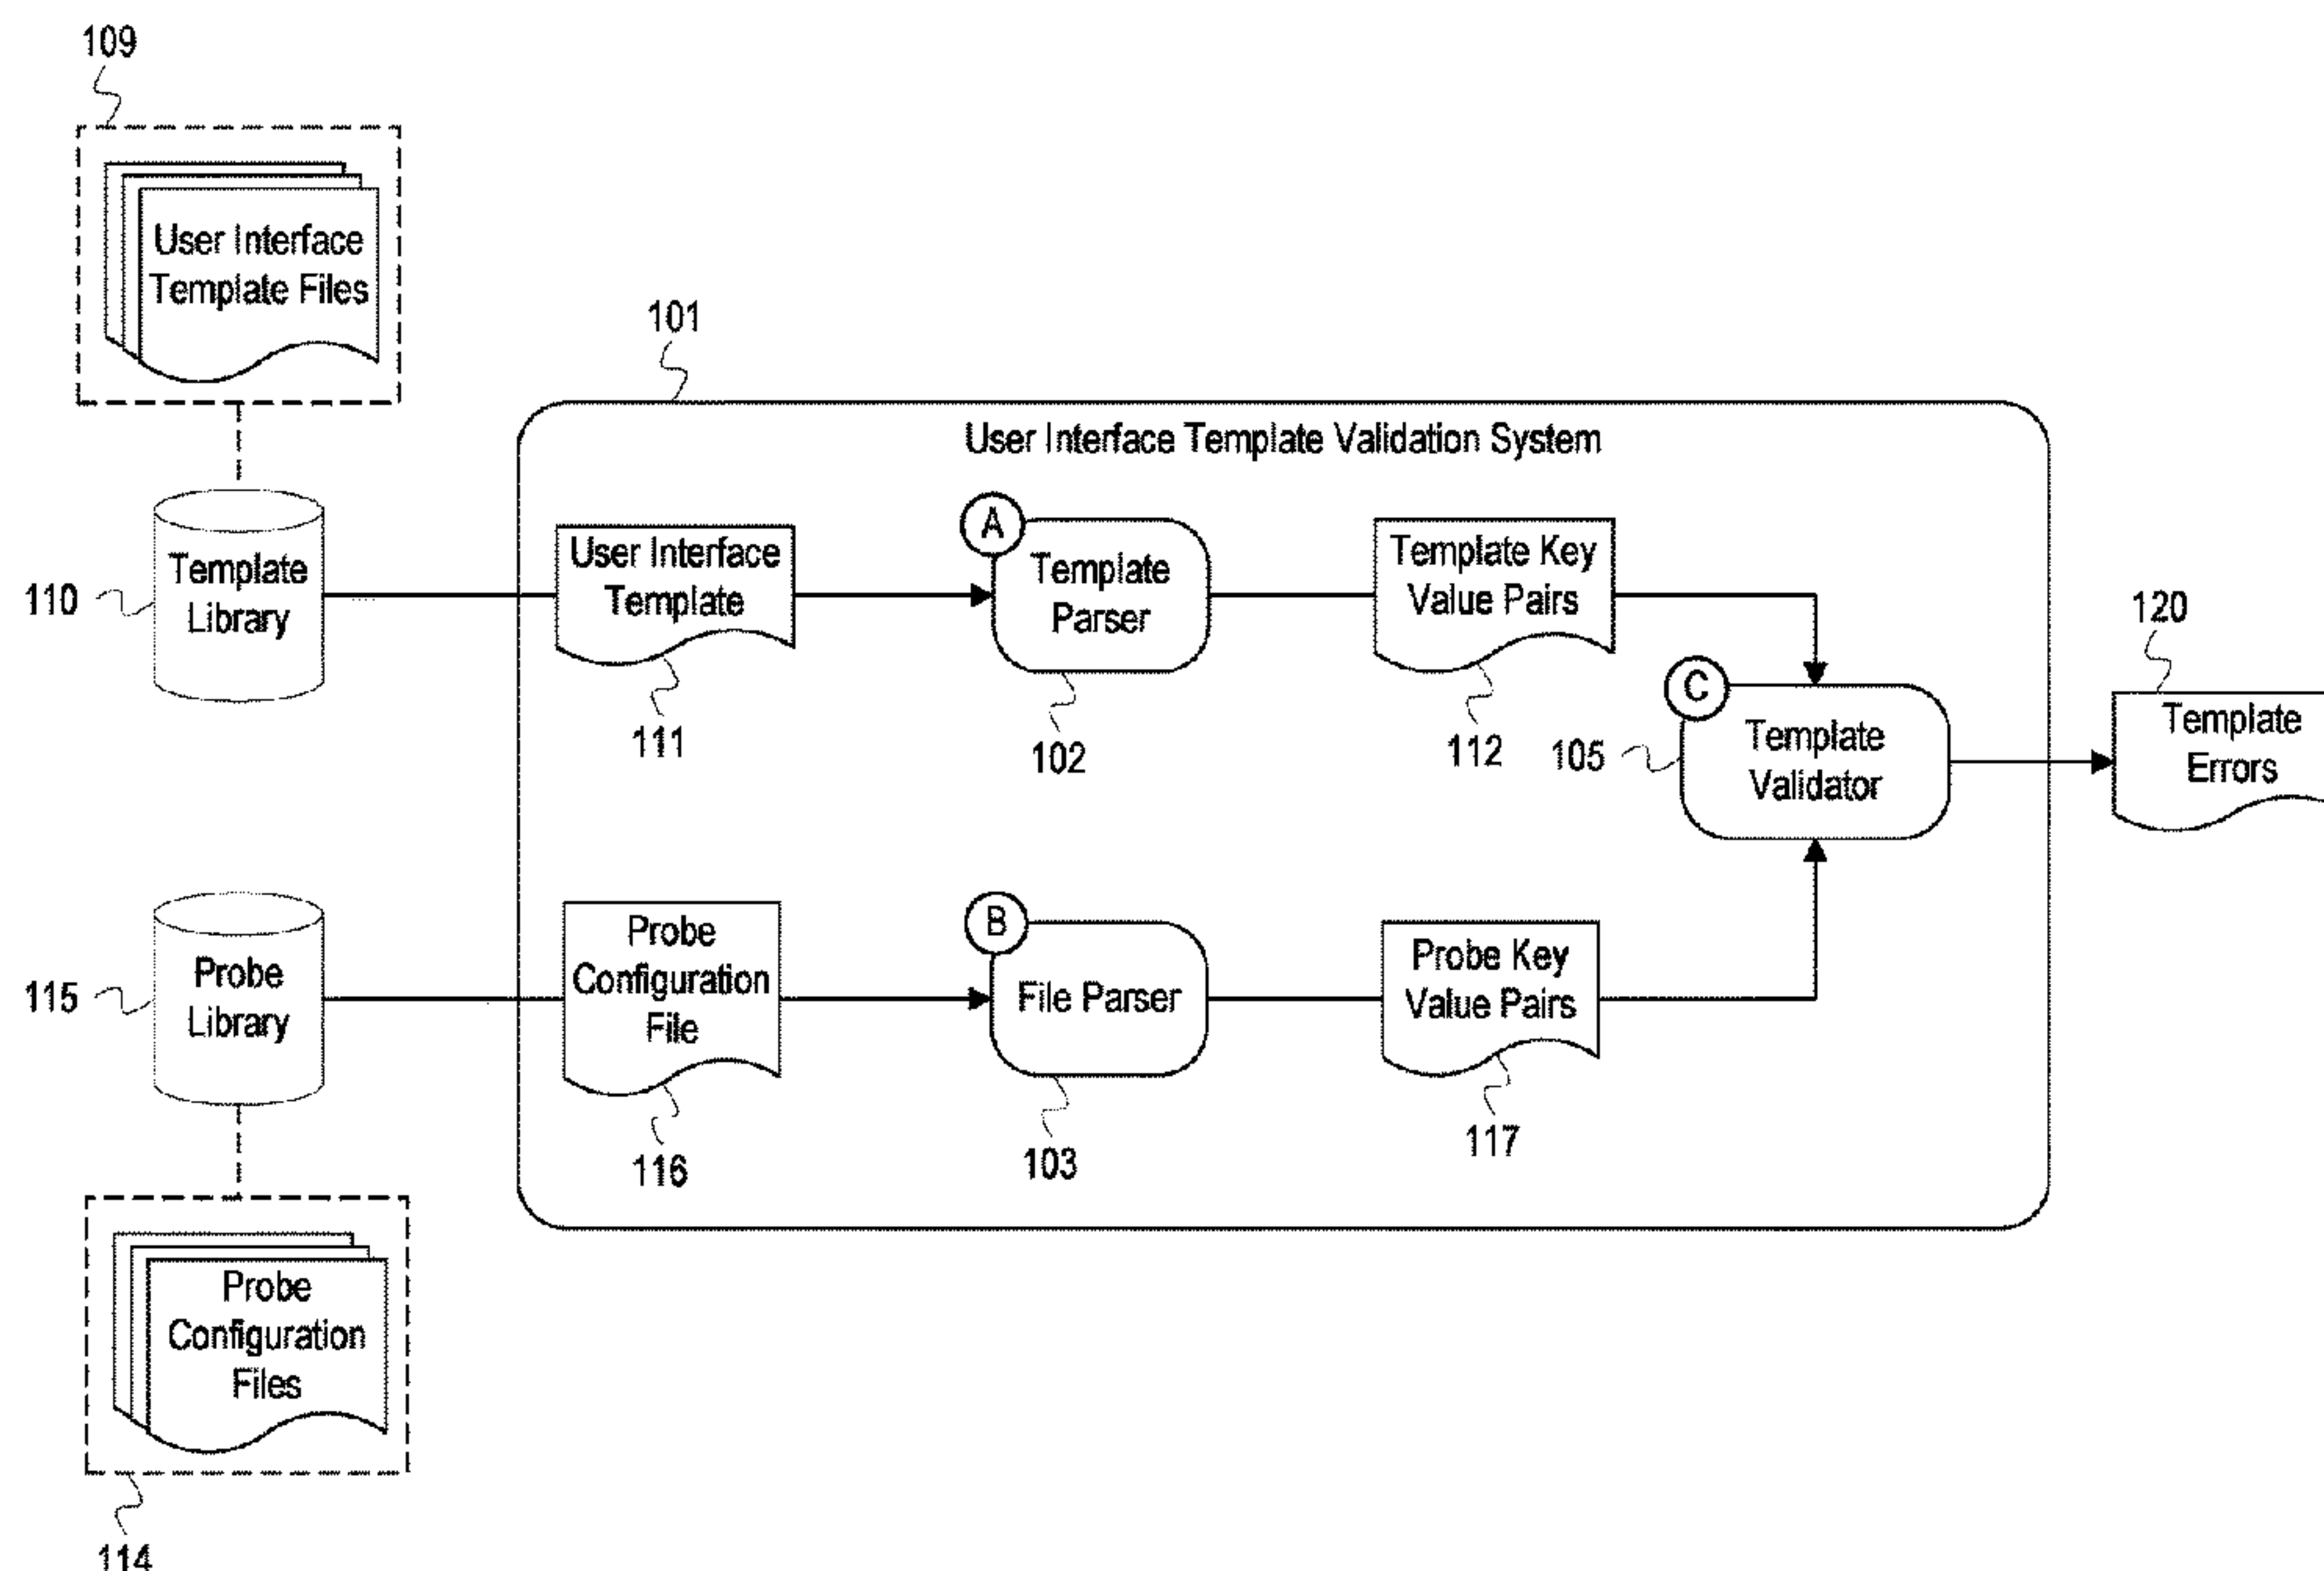 109
User Interface
Template Files
101
User Interface Template Validation System
110
Template
Library
User Interface
Template
111
A
Template
Parser
102
Template Key
Value Pairs
112
C
105
Template
Validator
120
Template
Errors
115
Probe
Library
Probe
Configuration
File
116
B
File Parser
103
Probe Key
Value Pairs
117
Probe
Configuration
Files
114